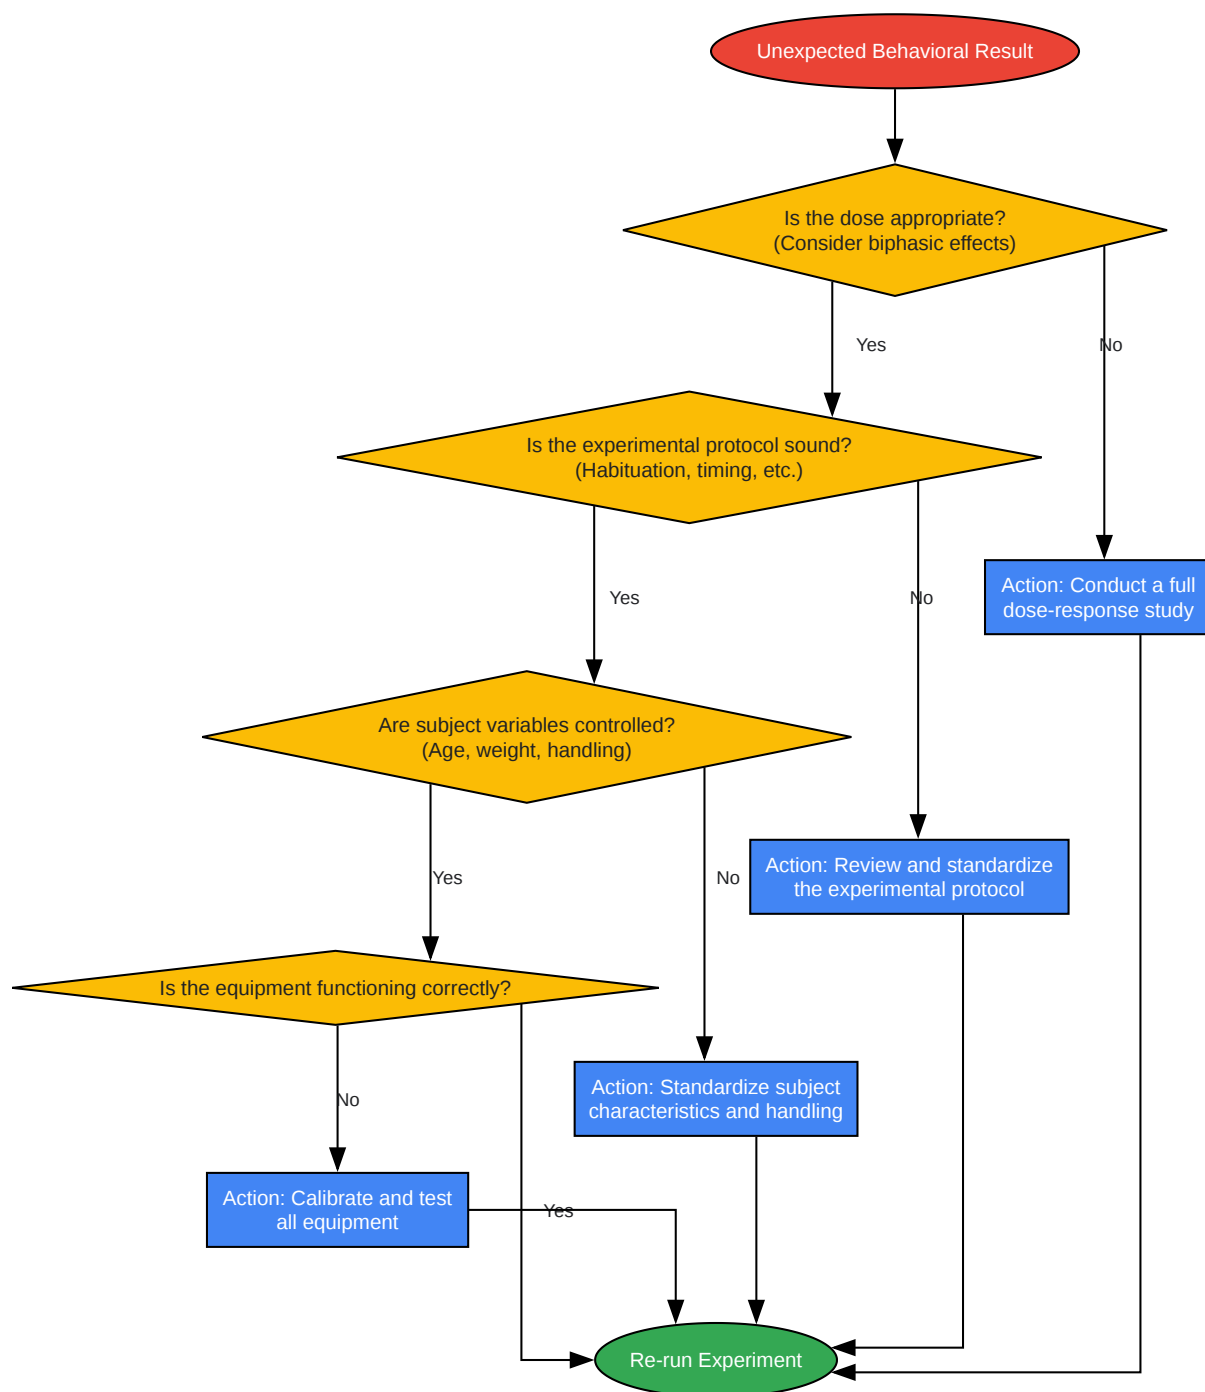 Unexpected Behavioral Result
Is the dose appropriate?
(Consider biphasic effects)
Yes
No
Is the experimental protocol sound?
(Habituation, timing, etc.)
Yes
No
Action: Conduct a full
dose-response study
Are subject variables controlled?
(Age, weight, handling)
Yes
No
Action: Review and standardize
the experimental protocol
Is the equipment functioning correctly?
No
Action: Standardize subject
characteristics and handling
Action: Calibrate and test
all equipment
Yes
Re-run Experiment